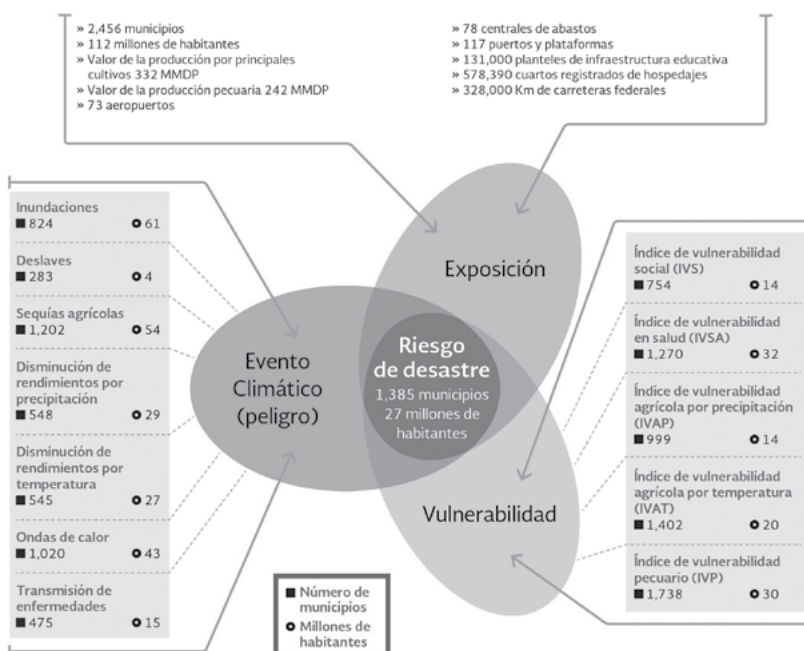 » 2,456 municipios
» 112 millones de habitantes
» Valor de la producción por principales
cultivos 332 MMDP
» Valor de la producción pecuaria 242 MMDP
» 73 aeropuertos
» 78 centrales de abastos
» 117 puertos y plataformas
» 131,000 planteles de infraestructura educativa
» 578,390 cuartos registrados de hospedajes
» 328,000 Km de carreteras federales
Inundaciones
824 61
Deslaves
283 4
Sequías agrícolas
1,202 54
Disminución de
rendimientos por
precipitación
548 29
Disminución de
rendimientos por
temperatura
545 27
Ondas de calor
1,020 43
Transmisión de
enfermedades
475 15
Exposición
Evento
Climático
(peligro)
Riesgo
de desastre
1,385 municipios
27 millones de
habitantes
Vulnerabilidad
Índice de vulnerabilidad
social (IVS)
754 14
Índice de vulnerabilidad
en salud (IVSA)
1,270 32
Índice de vulnerabilidad
agrícola por precipitación
(IVAP)
999 14
Índice de vulnerabilidad
agrícola por temperatura
(IVAT)
1,402 20
Índice de vulnerabilidad
pecuario (IVP)
1,738 30
Número de
municipios
Millones de
habitantes